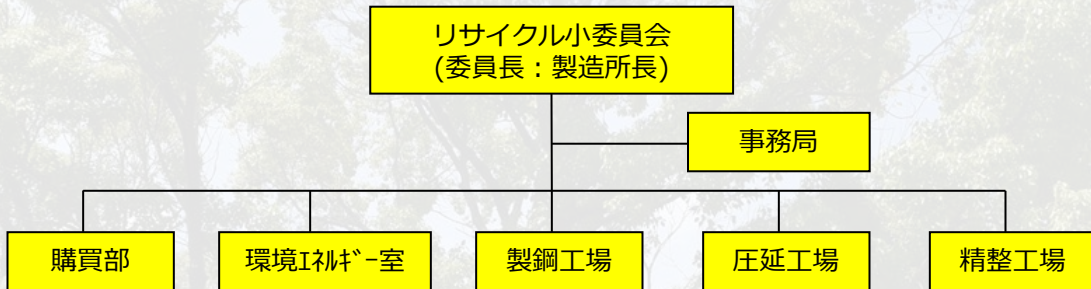 リサイクル小委員会
(委員長：製造所長)
事務局
購買部
環境ｴﾈﾙｷﾞｰ室
製鋼工場
圧延工場
精整工場